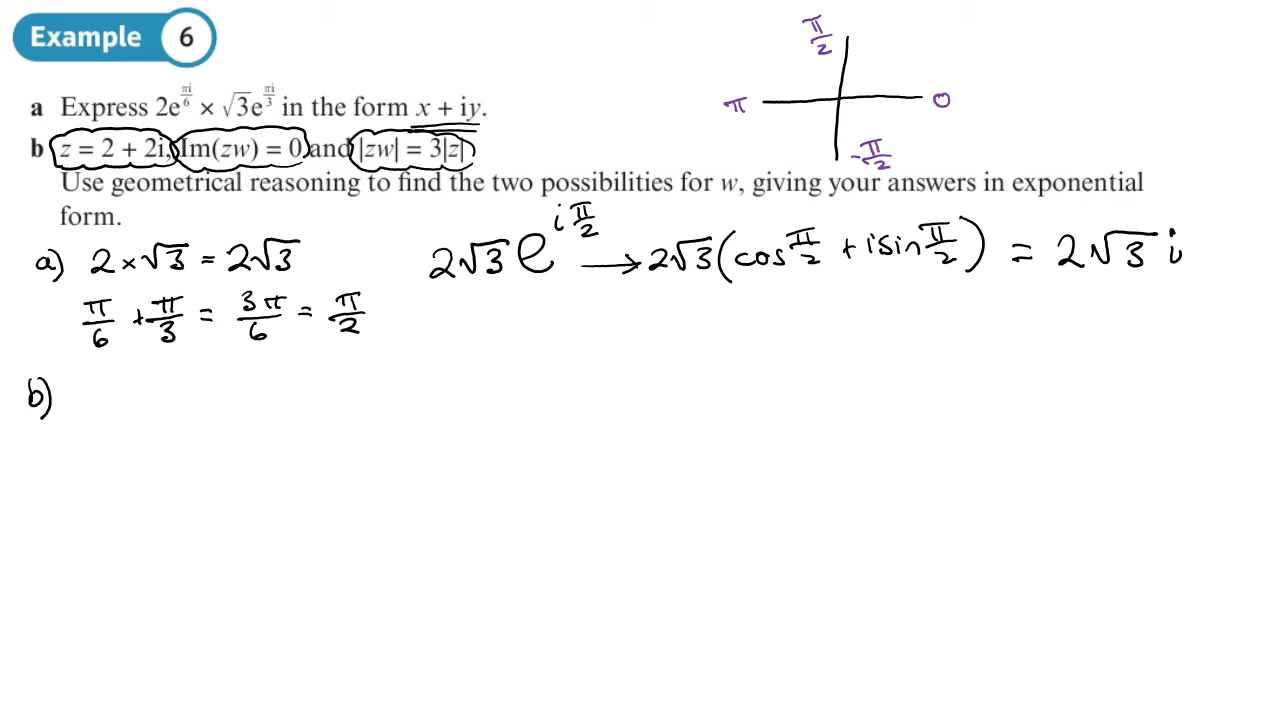 Example 6
π/2
π 0
-π/2
a Express 2e^(πi/6) × √3e^(πi/3) in the form x + iy.
b z = 2 + 2i, Im(zw) = 0 and |zw| = 3|z|
Use geometrical reasoning to find the two possibilities for w, giving your answers in exponential
form.
a) 2 × √3 = 2√3 2√3 e^(iπ/2) → 2√3(cos π/2 + i sin π/2) = 2√3 i
π/6 + π/3 = 3π/6 = π/2
b)